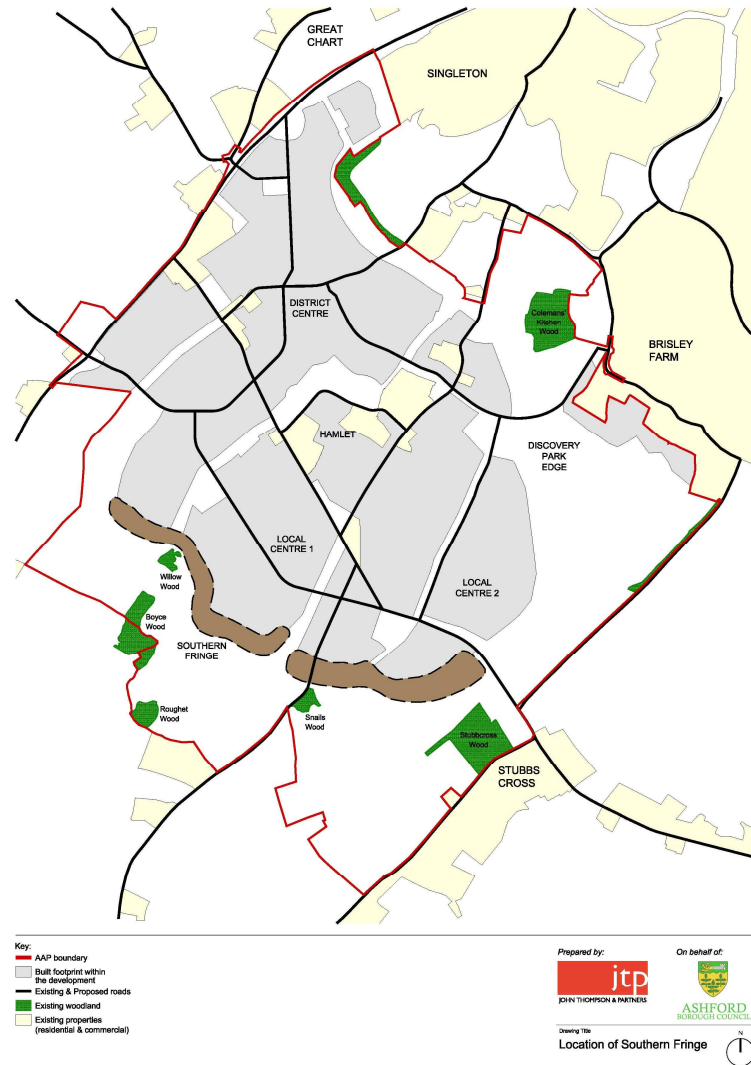 GREAT
CHART
SINGLETON
DISTRICT
CENTRE
Colemans'
Kitchen
Wood
BRISLEY
FARM
HAMLET
DISCOVERY
PARK
EDGE
LOCAL
CENTRE 1
Willow
Wood
LOCAL
CENTRE 2
Boyce
Wood
SOUTHERN
FRINGE
Roughet
Wood
Snails
Wood
Stubbcross
Wood
STUBBS
CROSS
Key:
AAP boundary
Built footprint within
the development
Existing & Proposed roads
Existing woodland
Existing properties
(residential & commercial)
Prepared by:
jtp
JOHN THOMPSON & PARTNERS
On behalf of:
ASHFORD
BOROUGH COUNCIL
Drawing Title
Location of Southern Fringe
N